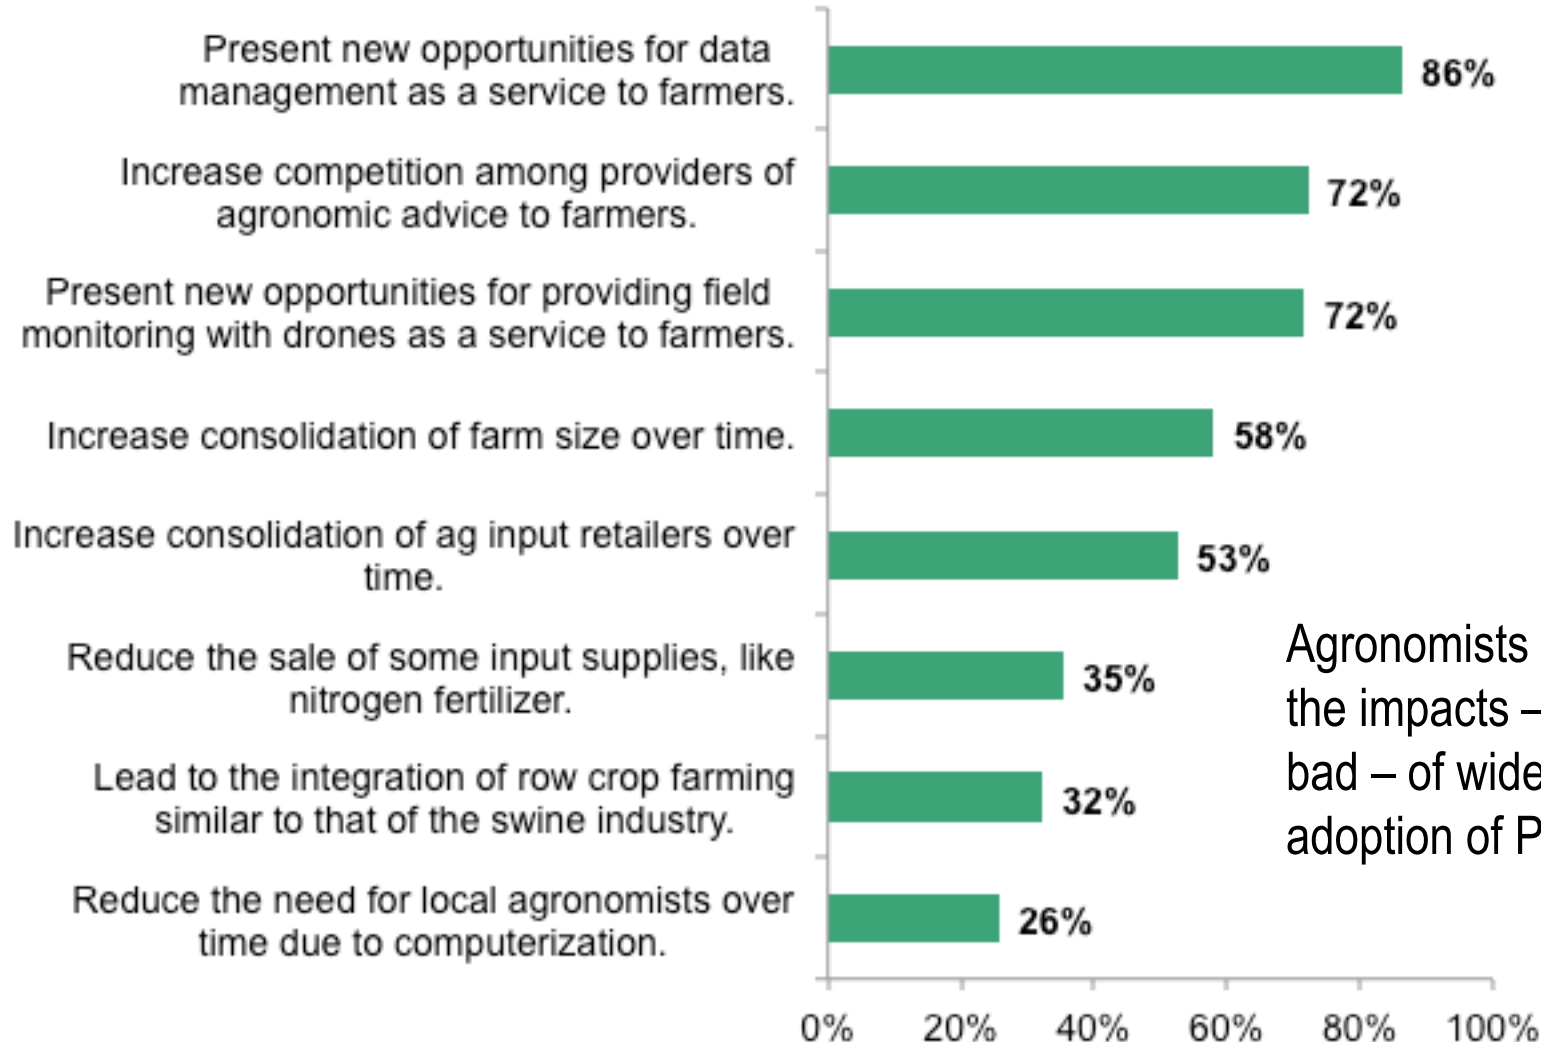 Present new opportunities for data
management as a service to farmers.
86%
Increase competition among providers of
agronomic advice to farmers.
72%
Present new opportunities for providing field
monitoring with drones as a service to farmers.
72%
Increase consolidation of farm size over time.
58%
Increase consolidation of ag input retailers over
time.
53%
Reduce the sale of some input supplies, like
nitrogen fertilizer.
35%
Lead to the integration of row crop farming
similar to that of the swine industry.
32%
Reduce the need for local agronomists over
time due to computerization.
26%
0% 20% 40% 60% 80% 100%
Agronomists
the impacts –
bad – of wide
adoption of P